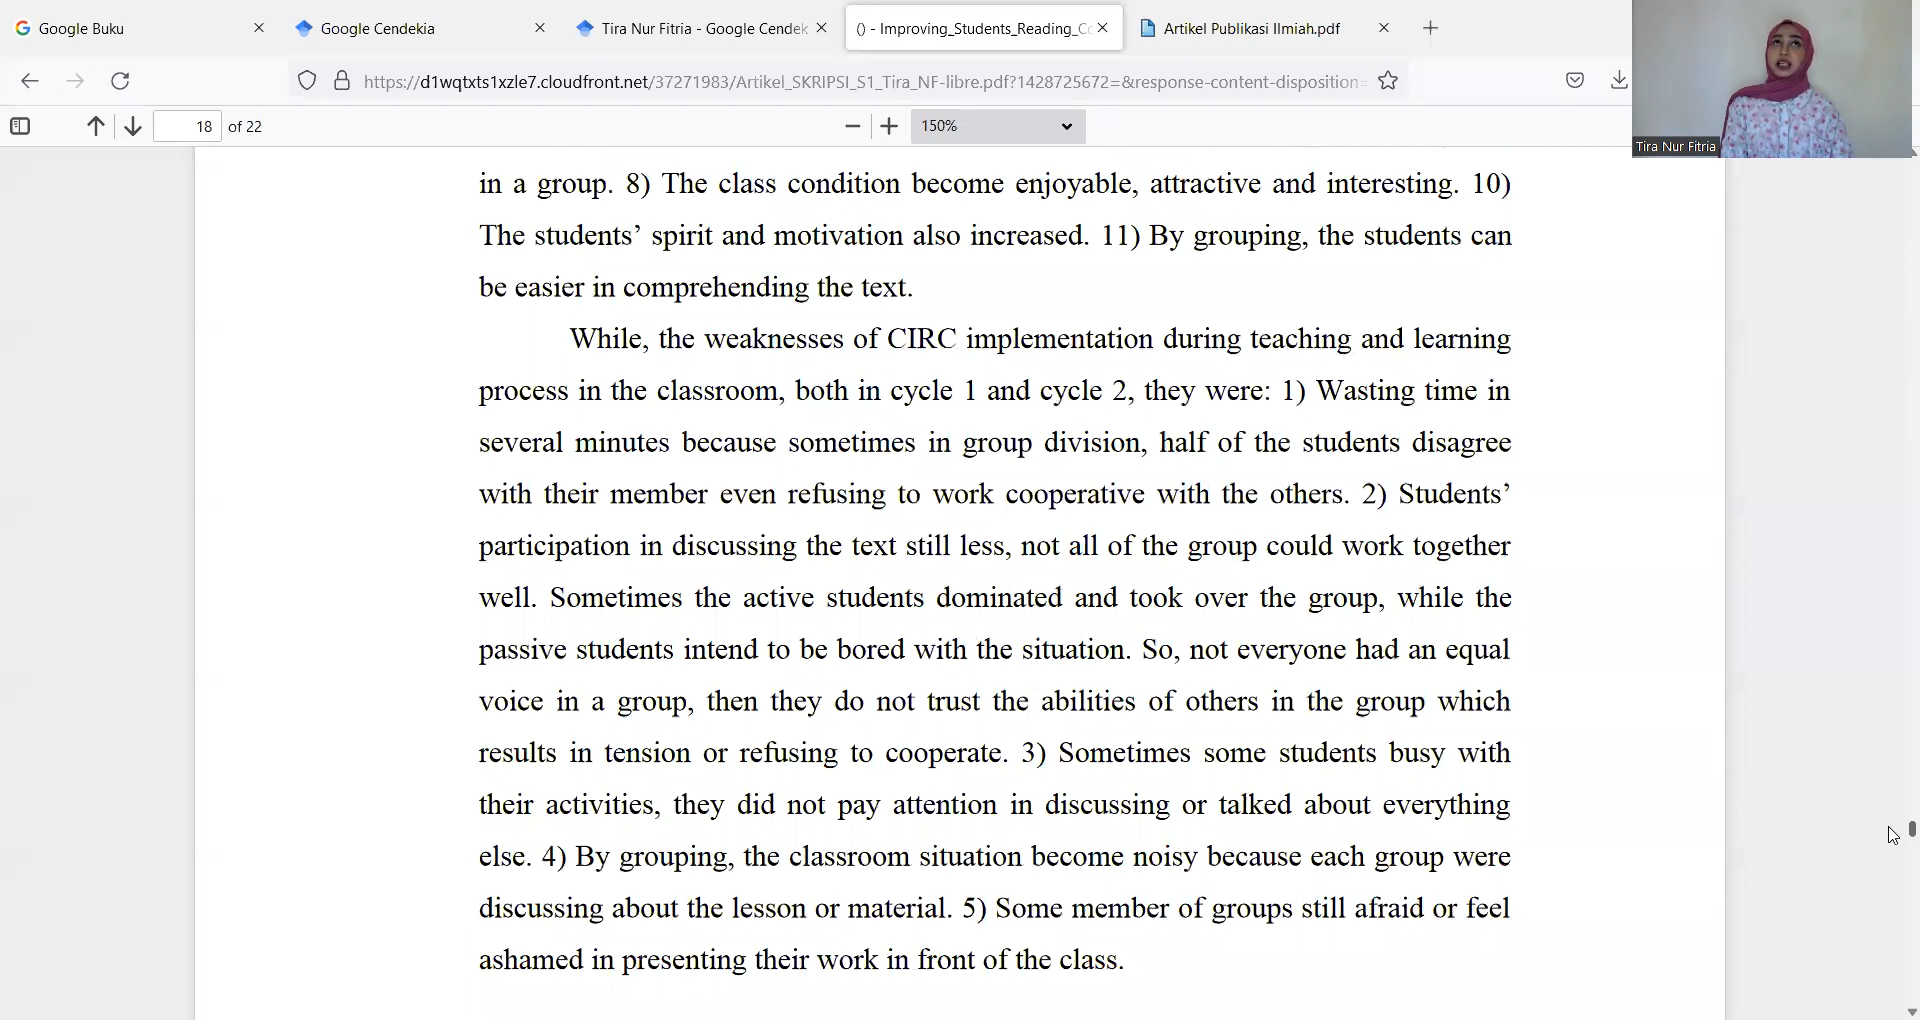 Google Buku
Google Cendekia
Tira Nur Fitria - Google Cendek
() - Improving_Students_Reading_Cc
Artikel Publikasi Ilmiah.pdf
https://d1wqtxts1xzle7.cloudfront.net/37271983/Artikel_SKRIPSI_S1_Tira_NF-libre.pdf?1428725672=&response-content-disposition=
18 of 22
150%
Tira Nur Fitria
in a group. 8) The class condition become enjoyable, attractive and interesting. 10)
The students’ spirit and motivation also increased. 11) By grouping, the students can
be easier in comprehending the text.
While, the weaknesses of CIRC implementation during teaching and learning
process in the classroom, both in cycle 1 and cycle 2, they were: 1) Wasting time in
several minutes because sometimes in group division, half of the students disagree
with their member even refusing to work cooperative with the others. 2) Students’
participation in discussing the text still less, not all of the group could work together
well. Sometimes the active students dominated and took over the group, while the
passive students intend to be bored with the situation. So, not everyone had an equal
voice in a group, then they do not trust the abilities of others in the group which
results in tension or refusing to cooperate. 3) Sometimes some students busy with
their activities, they did not pay attention in discussing or talked about everything
else. 4) By grouping, the classroom situation become noisy because each group were
discussing about the lesson or material. 5) Some member of groups still afraid or feel
ashamed in presenting their work in front of the class.